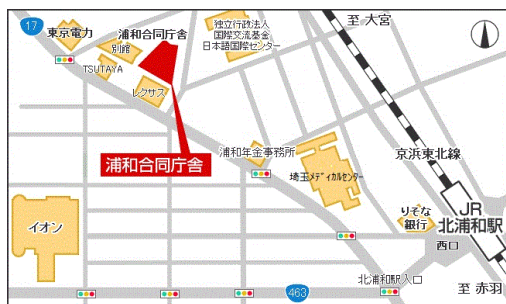 17
至 大宮
東京電力
浦和合同庁舎
別館
独立行政法人
国際交流基金
日本語国際センター
TSUTAYA
レクサス
浦和合同庁舎
浦和年金事務所
京浜東北線
埼玉メディカルセンター
イオン
りそな
銀行
JR
北浦和駅
西口
北浦和駅入口
463
至 赤羽